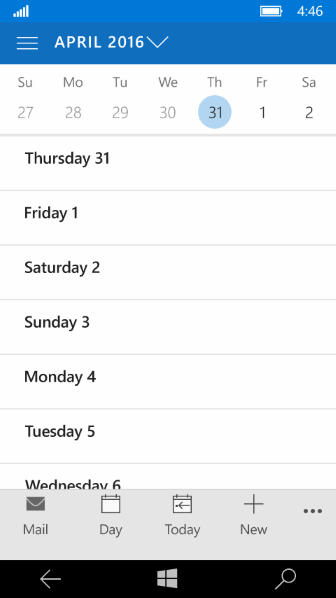 4:46
APRIL 2016
Su Mo Tu We Th Fr Sa
27 28 29 30 31 1 2
Thursday 31
Friday 1
Saturday 2
Sunday 3
Monday 4
Tuesday 5
Wednesday 6
Mail Day Today New